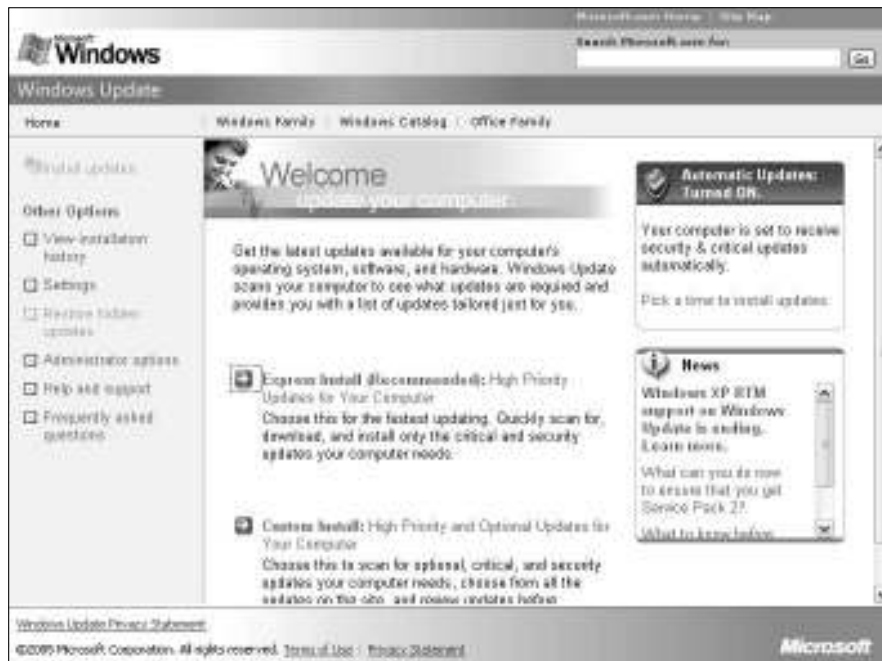 Microsoft.com Home | Site Map
Microsoft
Windows
Search Microsoft.com for:
Go
Windows Update
Home
Windows Family | Windows Catalog | Office Family
Install updates
Other Options
View installation
history
Settings
Restore hidden
updates
Administrator options
Help and support
Frequently asked
questions
Welcome
update your computer
Get the latest updates available for your computer's
operating system, software, and hardware. Windows Update
scans your computer to see what updates are required and
provides you with a list of updates tailored just for you.
Express Install (Recommended): High Priority
Updates for Your Computer
Choose this for the fastest updating. Quickly scan for,
download, and install only the critical and security
updates your computer needs.
Custom Install: High Priority and Optional Updates for
Your Computer
Choose this to scan for optional, critical, and security
updates your computer needs, choose from all the
updates on the site, and review updates before
Automatic Updates:
Turned ON.
Your computer is set to receive
security & critical updates
automatically.
Pick a time to install updates.
News
Windows XP RTM
support on Windows
Update is ending.
Learn more.
What can you do now
to ensure that you get
Service Pack 2?
What to know before
Windows Update Privacy Statement
©2005 Microsoft Corporation. All rights reserved. Terms of Use | Privacy Statement
Microsoft